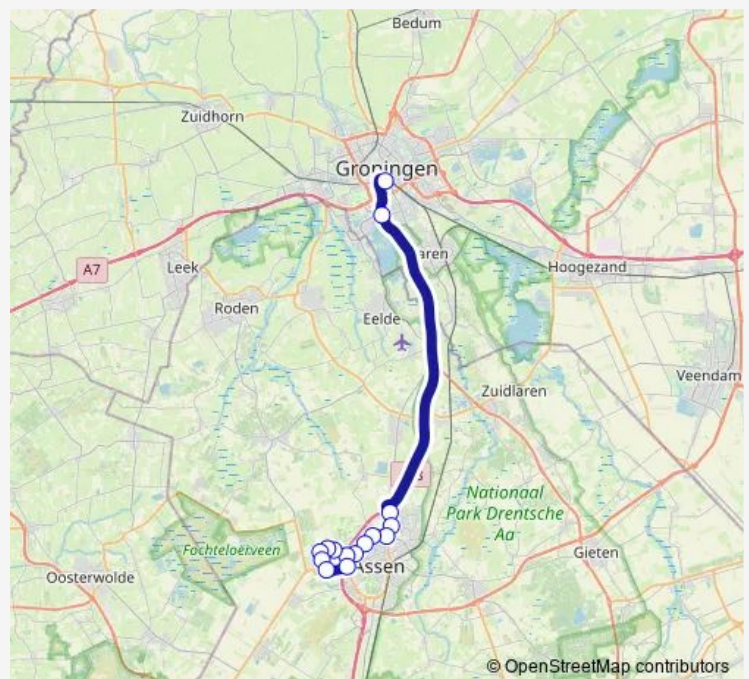 Bedum
Zuidhorn
Groningen
A7
Leek
aren
Hoogezand
Roden
Eelde
Veendam
Zuidlaren
Nationaal
Park Drentsche
Aa
Fochteloërveen
Gieten
Oosterwolde
Assen
© OpenStreetMap contributors